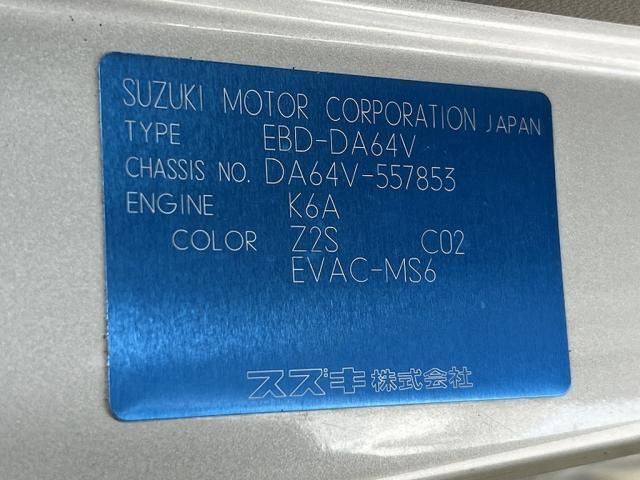 SUZUKI MOTOR CORPORATION JAPAN
TYPE EBD-DA64V
CHASSIS NO. DA64V-557853
ENGINE K6A
COLOR Z2S C02
EVAC-MS6
スズキ株式会社